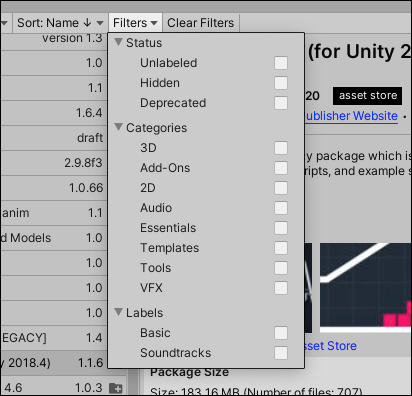 Sort: Name ↓ Filters Clear Filters
version 1.3
1.0
1.1
1.6.4
draft
2.9.8f3
1.0.66
anim 1.1
d Models 1.0
1.0
1.0
1.0
EGACY] 1.4
y 2018.4) 1.1.6
4.6 1.0.3
Status
Unlabeled
Hidden
Deprecated
Categories
3D
Add-Ons
2D
Audio
Essentials
Templates
Tools
VFX
Labels
Basic
Soundtracks
(for Unity 2
20 asset store
ublisher Website •
y package which is
ripts, and example s
sset Store
Package Size
Size: 183.16 MB (Number of files: 707)